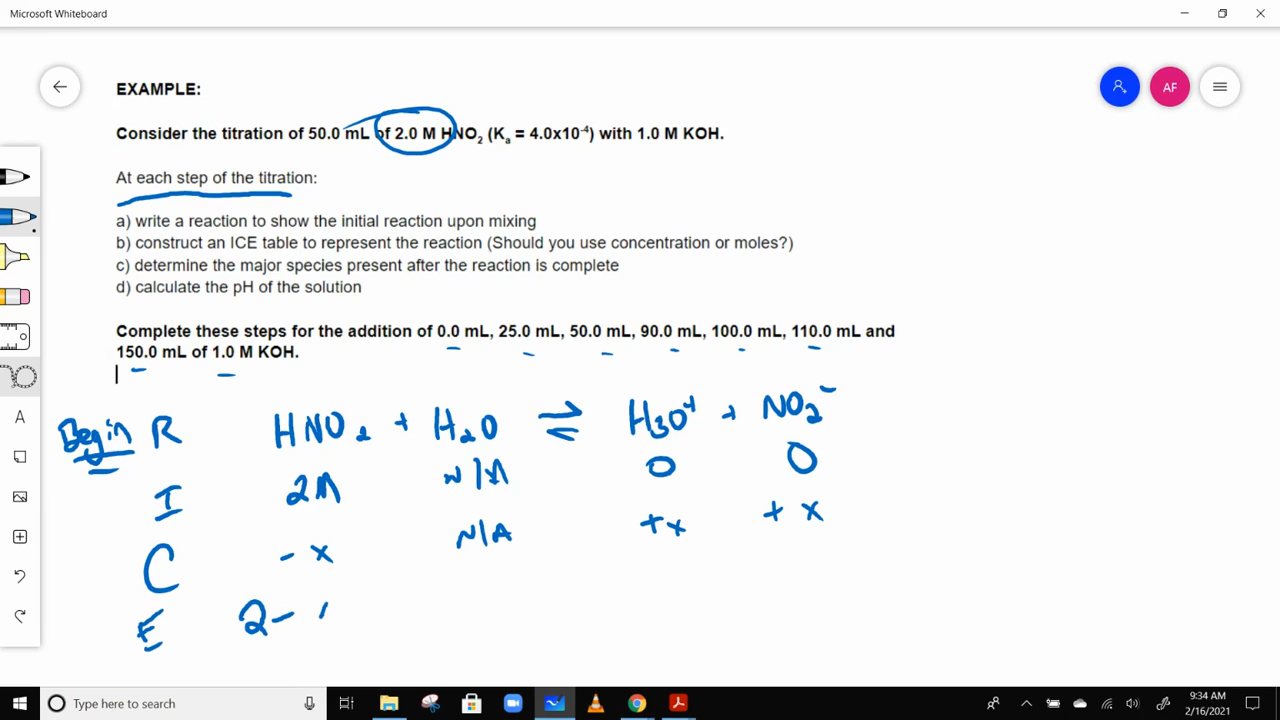 Microsoft Whiteboard
AF
EXAMPLE:
Consider the titration of 50.0 mL of 2.0 M HNO₂ (Kₐ = 4.0x10⁻⁴) with 1.0 M KOH.
At each step of the titration:
a) write a reaction to show the initial reaction upon mixing
b) construct an ICE table to represent the reaction (Should you use concentration or moles?)
c) determine the major species present after the reaction is complete
d) calculate the pH of the solution
Complete these steps for the addition of 0.0 mL, 25.0 mL, 50.0 mL, 90.0 mL, 100.0 mL, 110.0 mL and
150.0 mL of 1.0 M KOH.
Begin R HNO₂ + H₂O ⇌ H₃O⁺ + NO₂⁻
I 2M N/A 0 0
C - x N/A +x + x
E 2-
A
Type here to search
9:34 AM
2/16/2021